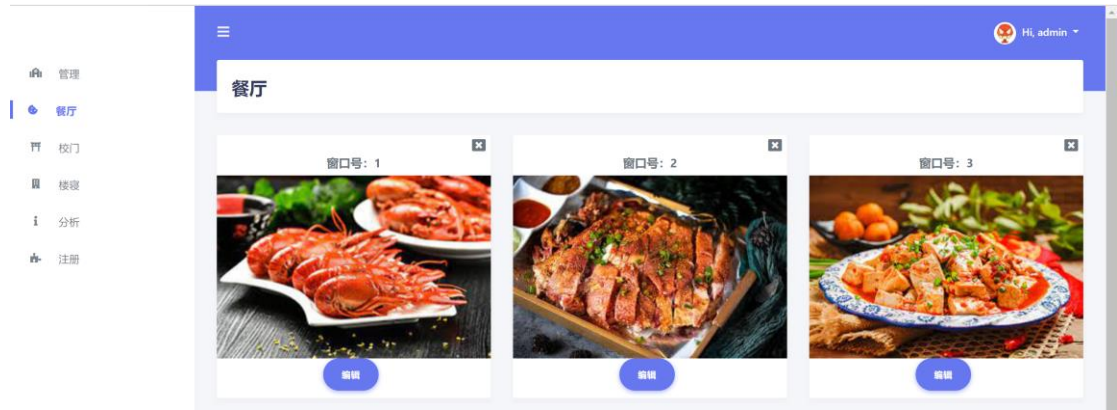 Hi, admin
管理
餐厅
校门
楼寝
分析
注册
餐厅
窗口号：1
窗口号：2
窗口号：3
编辑
编辑
编辑